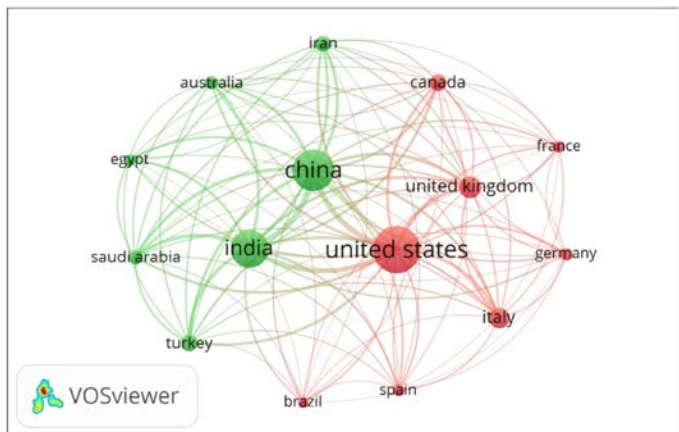 iran
australia
canada
egypt
china
france
united kingdom
saudi arabia
india
united states
germany
turkey
italy
brazil
spain
VOSviewer